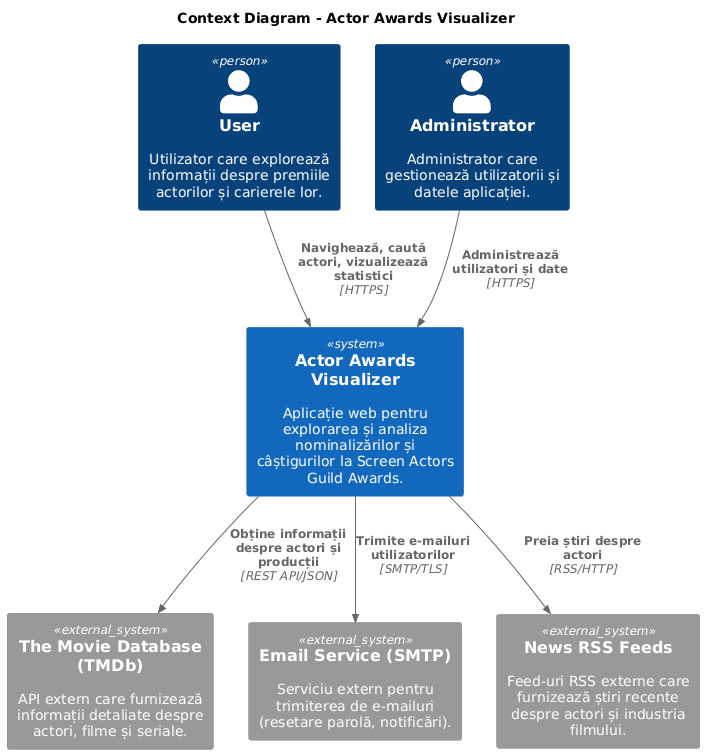 Context Diagram - Actor Awards Visualizer
«person»
User
Utilizator care explorează
informații despre premiile
actorilor și carierele lor.
«person»
Administrator
Administrator care
gestionează utilizatorii și
datele aplicației.
Navighează, caută
actori, vizualizează
statistici
[HTTPS]
Administrează
utilizatori și date
[HTTPS]
«system»
Actor Awards
Visualizer
Aplicație web pentru
explorarea și analiza
nominalizărilor și
câștigurilor la Screen Actors
Guild Awards.
Obține informații
despre actori și
producții
[REST API/JSON]
Trimite e-mailuri
utilizatorilor
[SMTP/TLS]
Preia știri despre
actori
[RSS/HTTP]
«external_system»
The Movie Database
(TMDb)
API extern care furnizează
informații detaliate despre
actori, filme și seriale.
«external_system»
Email Service (SMTP)
Serviciu extern pentru
trimiterea de e-mailuri
(resetare parolă, notificări).
«external_system»
News RSS Feeds
Feed-uri RSS externe care
furnizează știri recente
despre actori și industria
filmului.